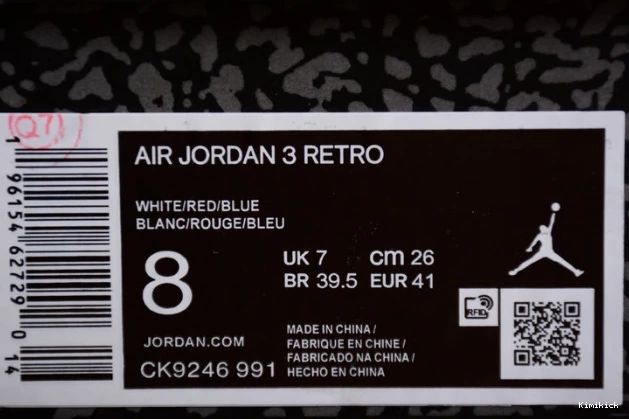 Q7
1 96154 62729 0 14
AIR JORDAN 3 RETRO
WHITE/RED/BLUE
BLANC/ROUGE/BLEU
8
UK 7 cm 26
BR 39.5 EUR 41
RFID
JORDAN.COM
CK9246 991
MADE IN CHINA /
FABRIQUE EN CHINE /
FABRICADO NA CHINA /
HECHO EN CHINA
Kimikick